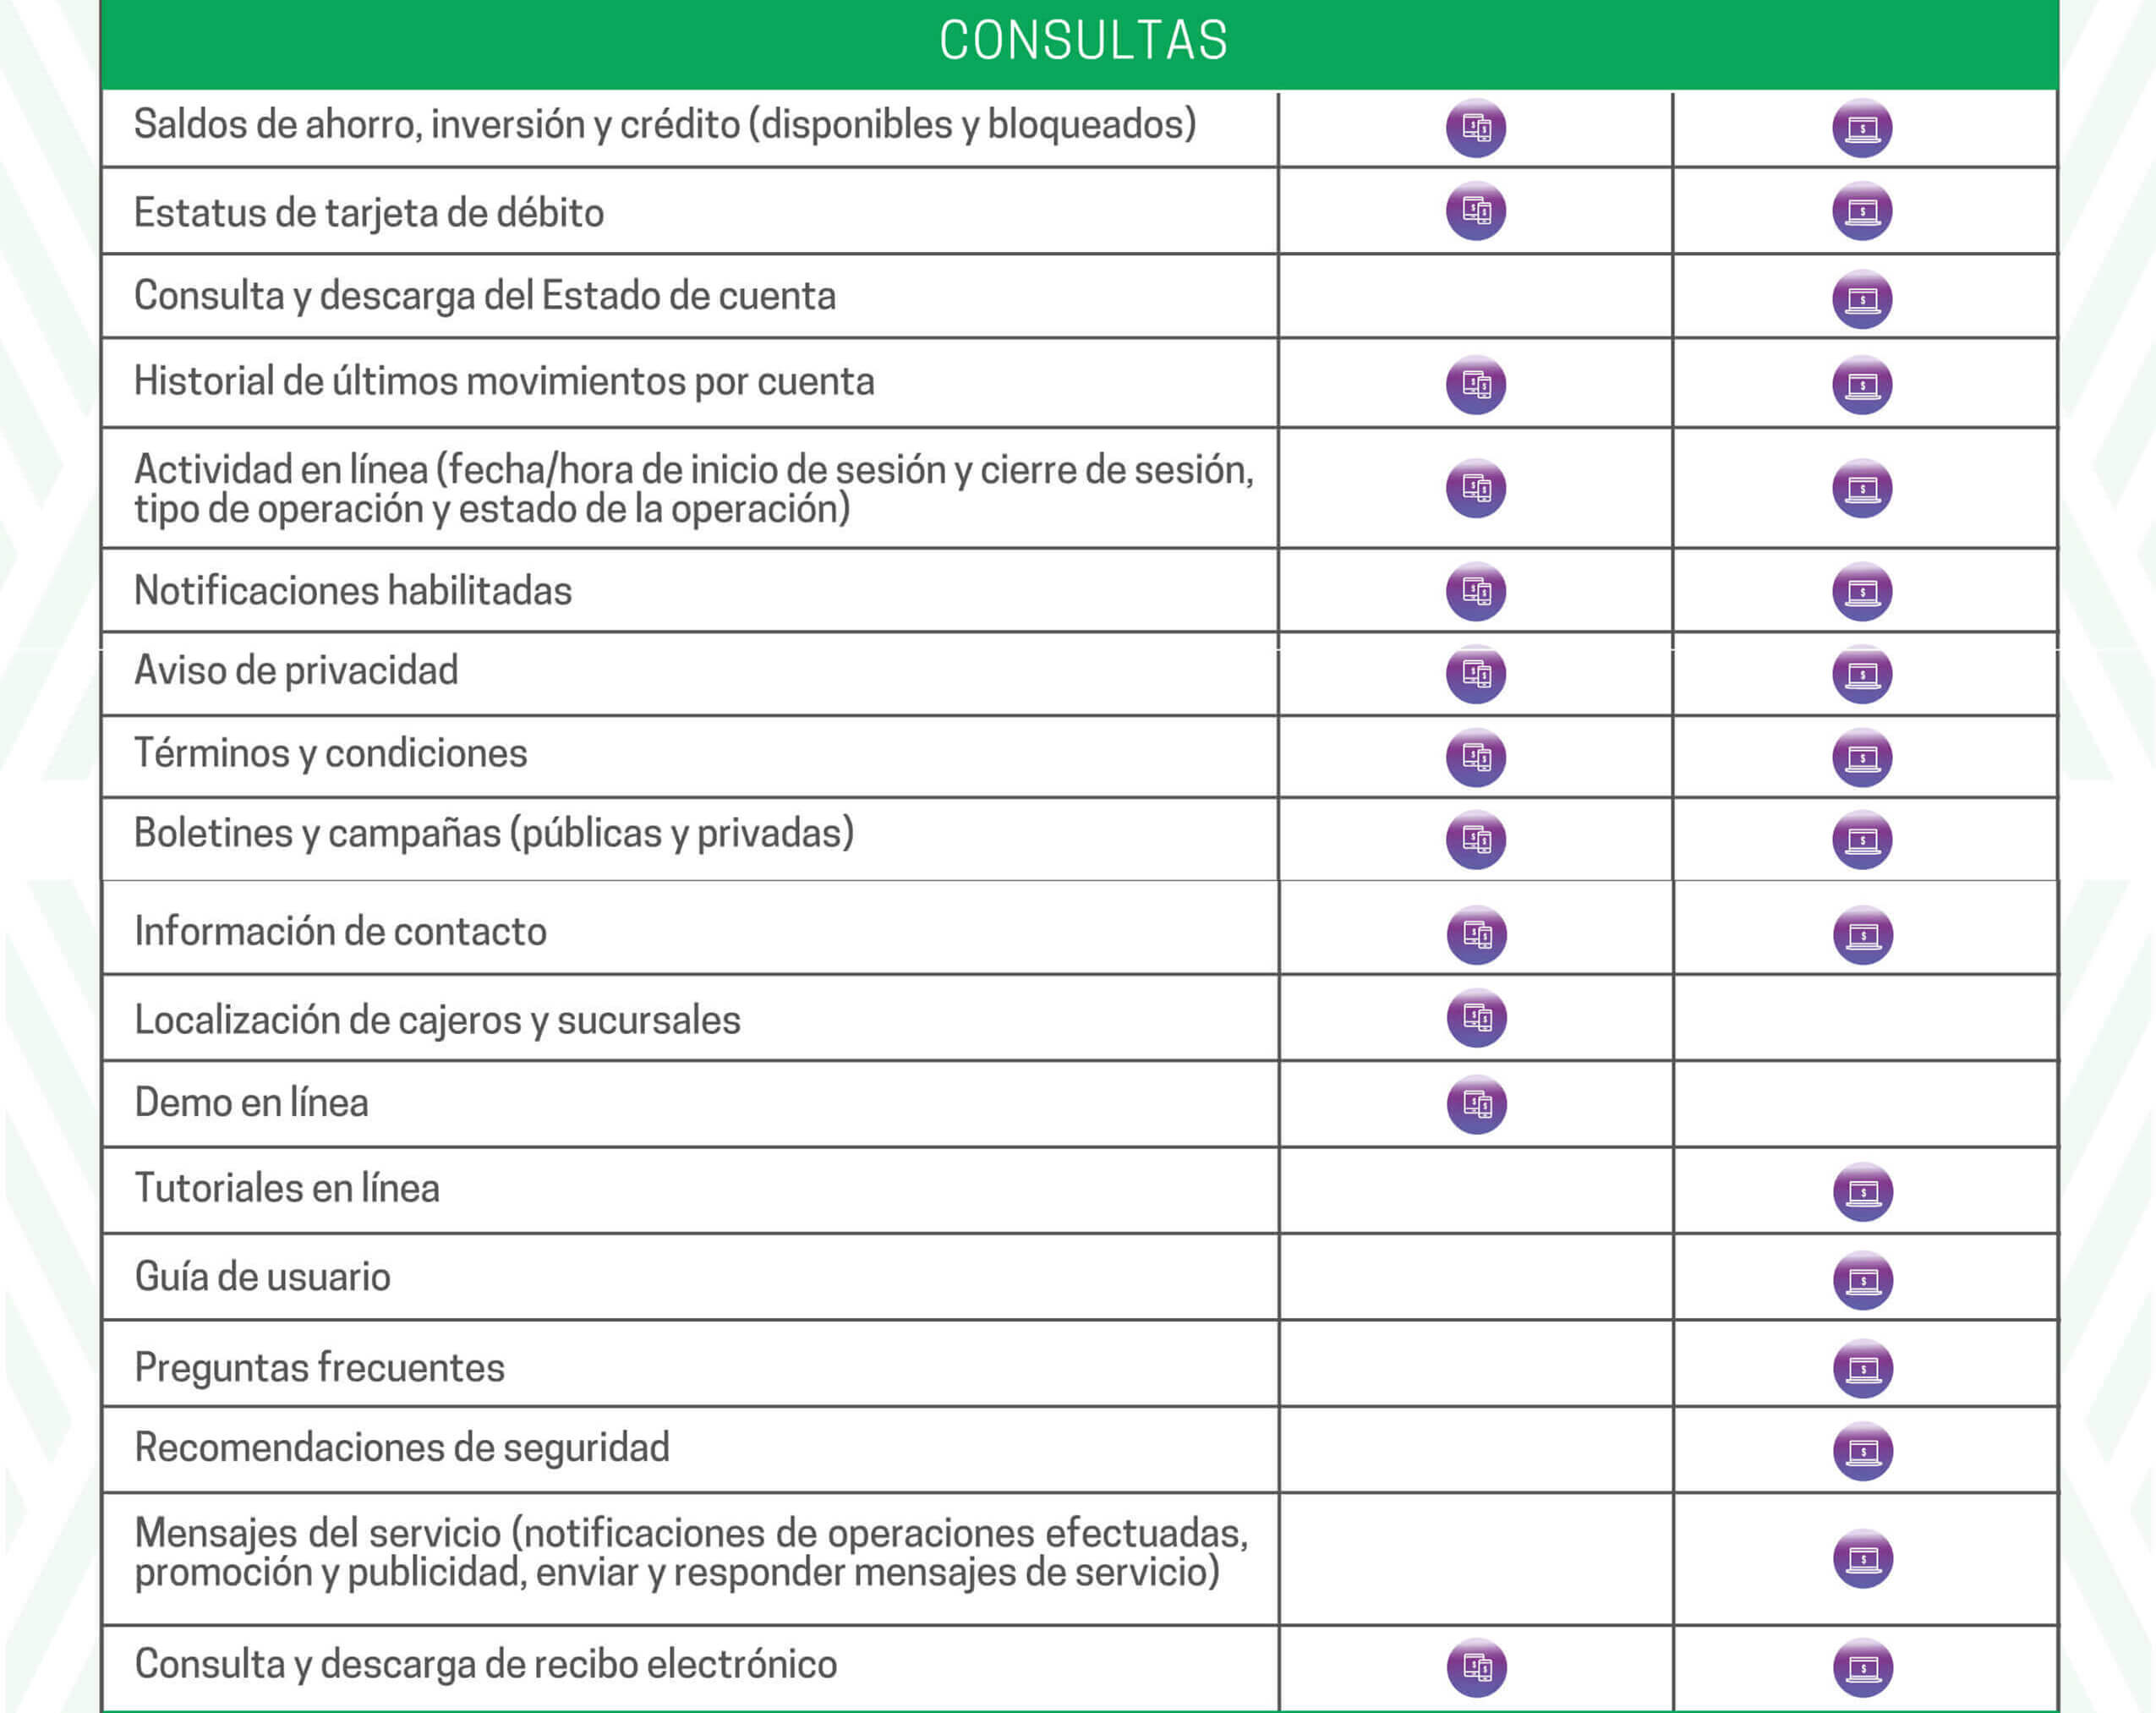 CONSULTAS
Saldos de ahorro, inversión y crédito (disponibles y bloqueados)
Estatus de tarjeta de débito
Consulta y descarga del Estado de cuenta
Historial de últimos movimientos por cuenta
Actividad en línea (fecha/hora de inicio de sesión y cierre de sesión,
tipo de operación y estado de la operación)
Notificaciones habilitadas
Aviso de privacidad
Términos y condiciones
Boletines y campañas (públicas y privadas)
Información de contacto
Localización de cajeros y sucursales
Demo en línea
Tutoriales en línea
Guía de usuario
Preguntas frecuentes
Recomendaciones de seguridad
Mensajes del servicio (notificaciones de operaciones efectuadas,
promoción y publicidad, enviar y responder mensajes de servicio)
Consulta y descarga de recibo electrónico